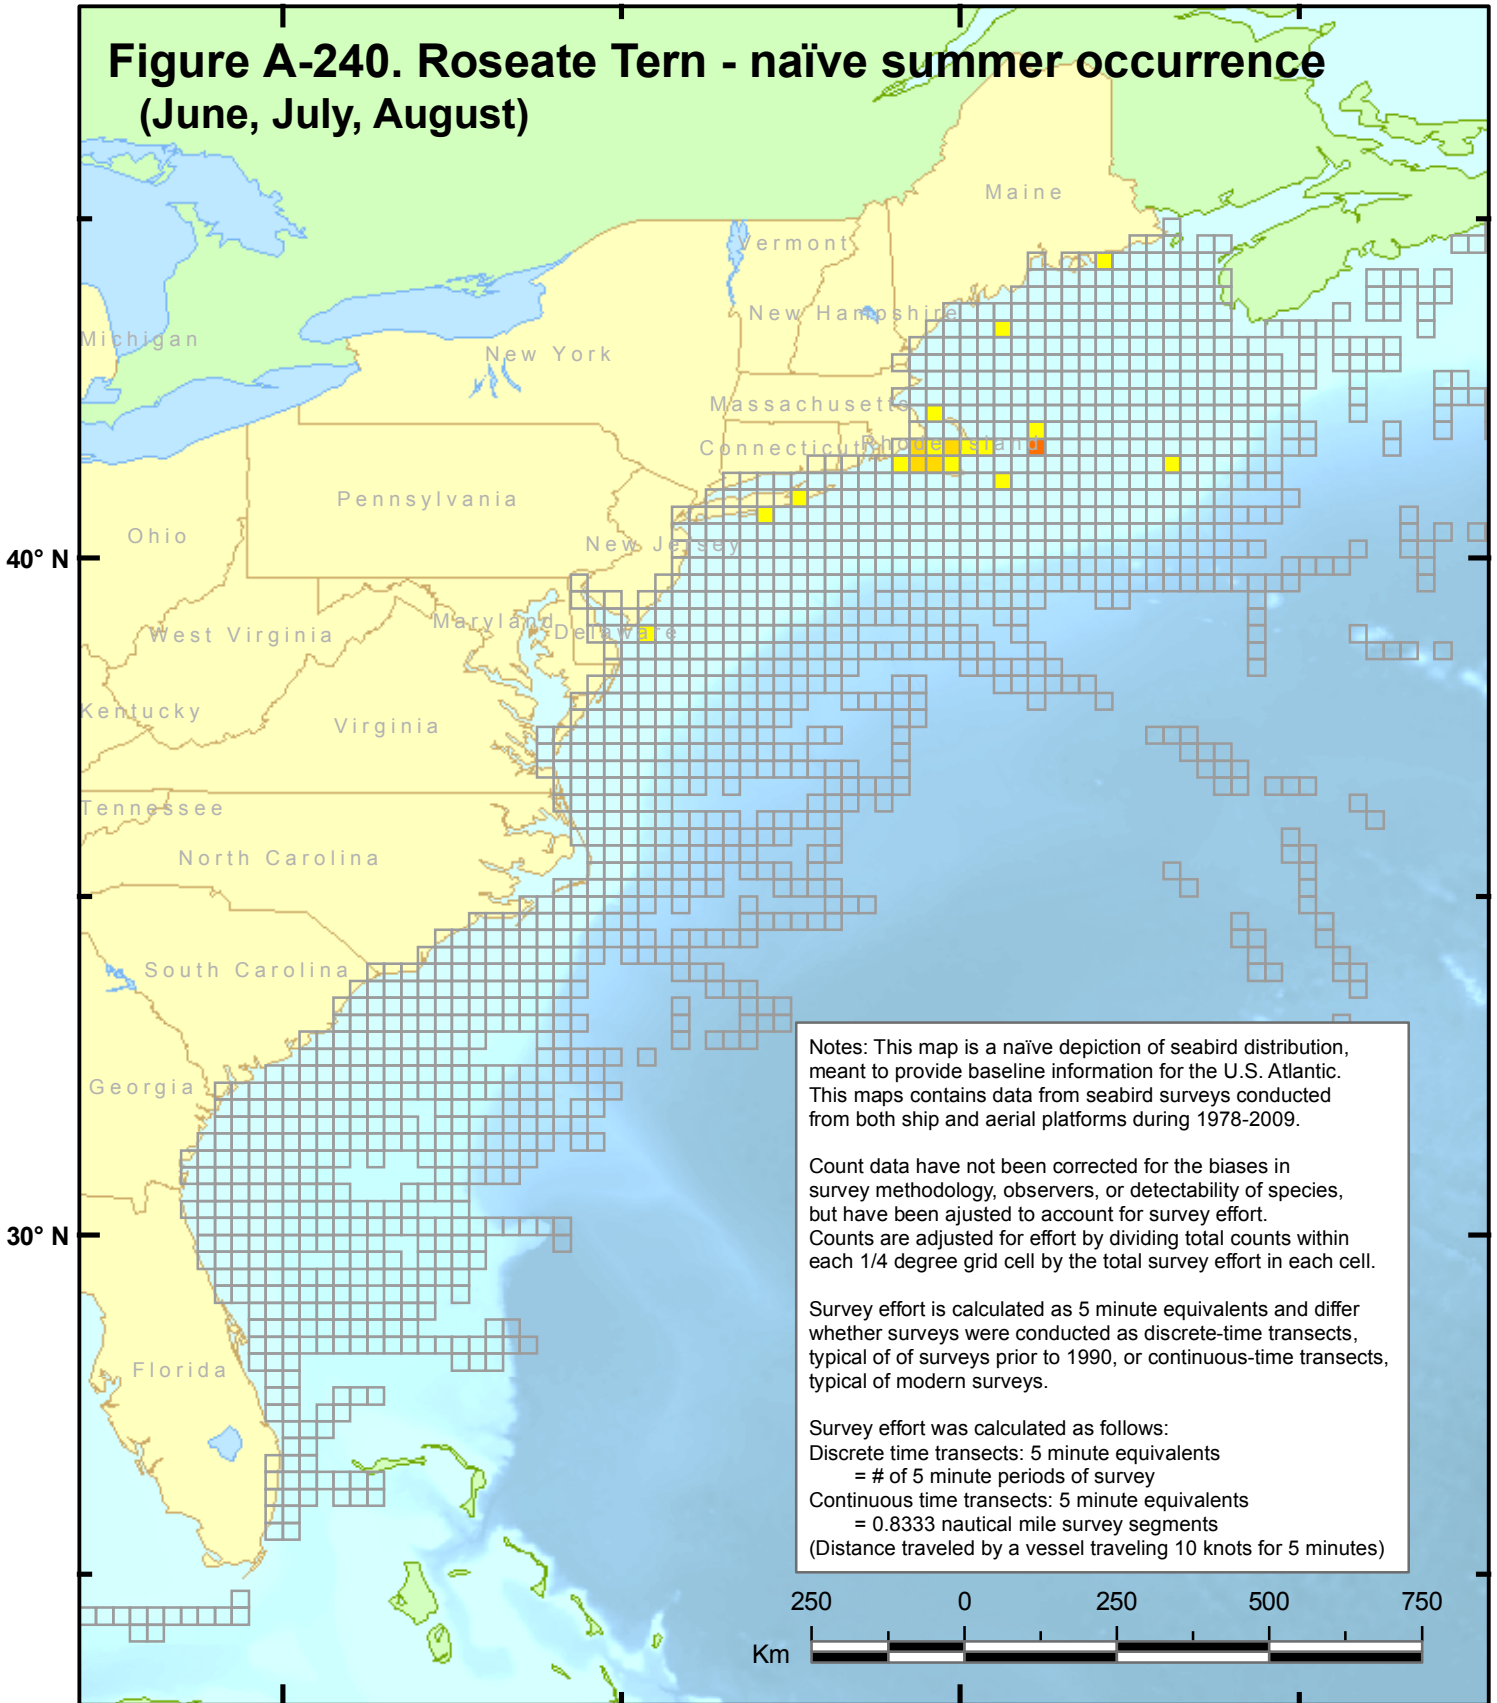 Figure A-240. Roseate Tern - naïve summer occurrence
(June, July, August)
Maine
Vermont
New Hampshire
Michigan
New York
Massachusetts
Connecticut
Rhode Island
Pennsylvania
Ohio
New Jersey
40° N
Maryland
Delaware
West Virginia
Kentucky
Virginia
Tennessee
North Carolina
South Carolina
Georgia
30° N
Florida
Notes: This map is a naïve depiction of seabird distribution,
meant to provide baseline information for the U.S. Atlantic.
This maps contains data from seabird surveys conducted
from both ship and aerial platforms during 1978-2009.
Count data have not been corrected for the biases in
survey methodology, observers, or detectability of species,
but have been ajusted to account for survey effort.
Counts are adjusted for effort by dividing total counts within
each 1/4 degree grid cell by the total survey effort in each cell.
Survey effort is calculated as 5 minute equivalents and differ
whether surveys were conducted as discrete-time transects,
typical of of surveys prior to 1990, or continuous-time transects,
typical of modern surveys.
Survey effort was calculated as follows:
Discrete time transects: 5 minute equivalents
= # of 5 minute periods of survey
Continuous time transects: 5 minute equivalents
= 0.8333 nautical mile survey segments
(Distance traveled by a vessel traveling 10 knots for 5 minutes)
250 0 250 500 750
Km